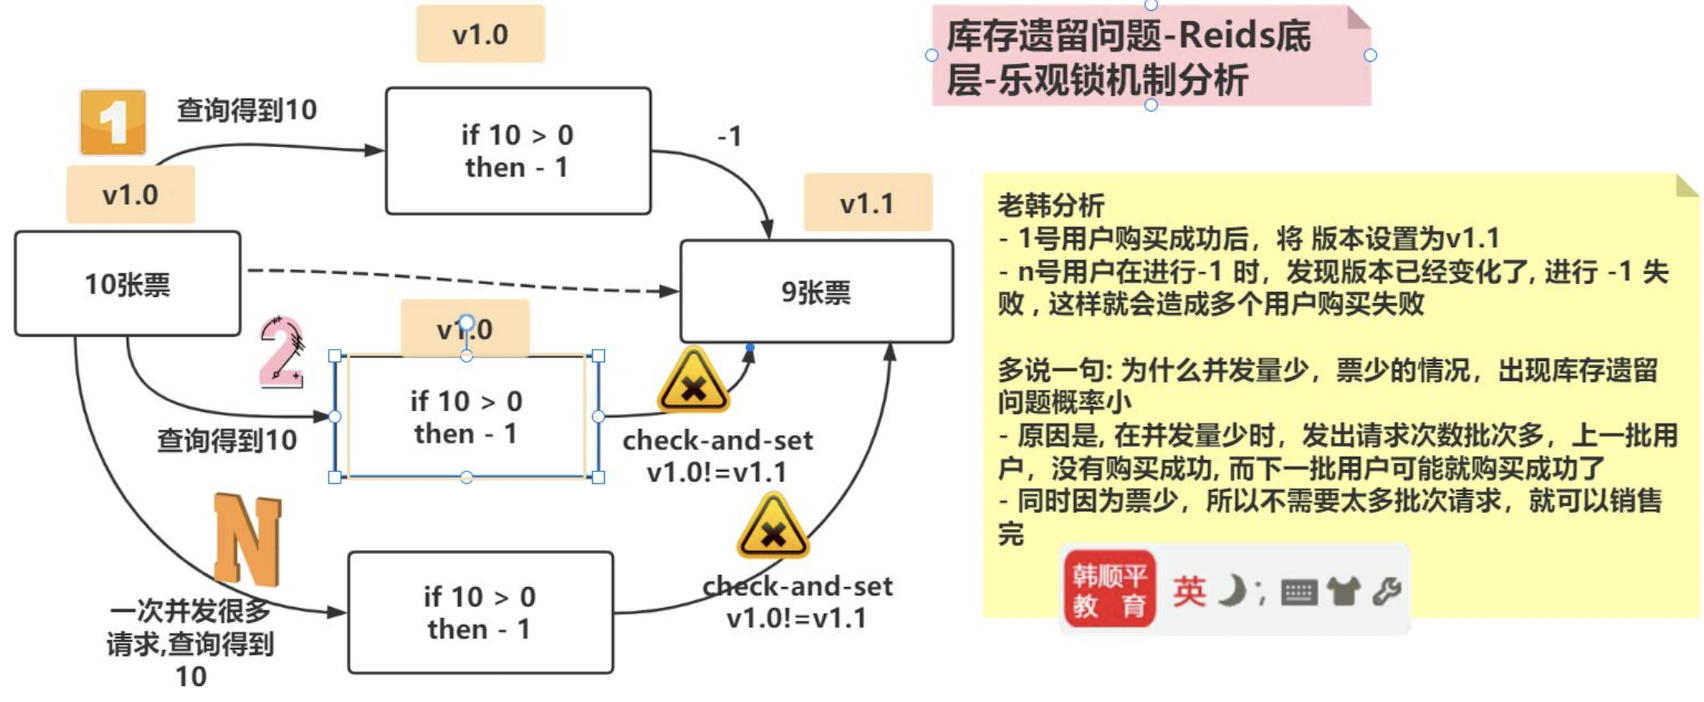 v1.0
库存遗留问题-Reids底
层-乐观锁机制分析
1
查询得到10
if 10 > 0
then - 1
-1
v1.0
v1.1
10张票
9张票
老韩分析
- 1号用户购买成功后，将 版本设置为v1.1
- n号用户在进行-1 时，发现版本已经变化了, 进行 -1 失
败 , 这样就会造成多个用户购买失败
多说一句: 为什么并发量少，票少的情况，出现库存遗留
问题概率小
- 原因是, 在并发量少时，发出请求次数批次多，上一批用
户，没有购买成功, 而下一批用户可能就购买成功了
- 同时因为票少，所以不需要太多批次请求，就可以销售
完
2
v1.0
if 10 > 0
then - 1
查询得到10
check-and-set
v1.0!=v1.1
N
一次并发很多
请求,查询得到
10
if 10 > 0
then - 1
check-and-set
v1.0!=v1.1
韩顺平
教 育
英